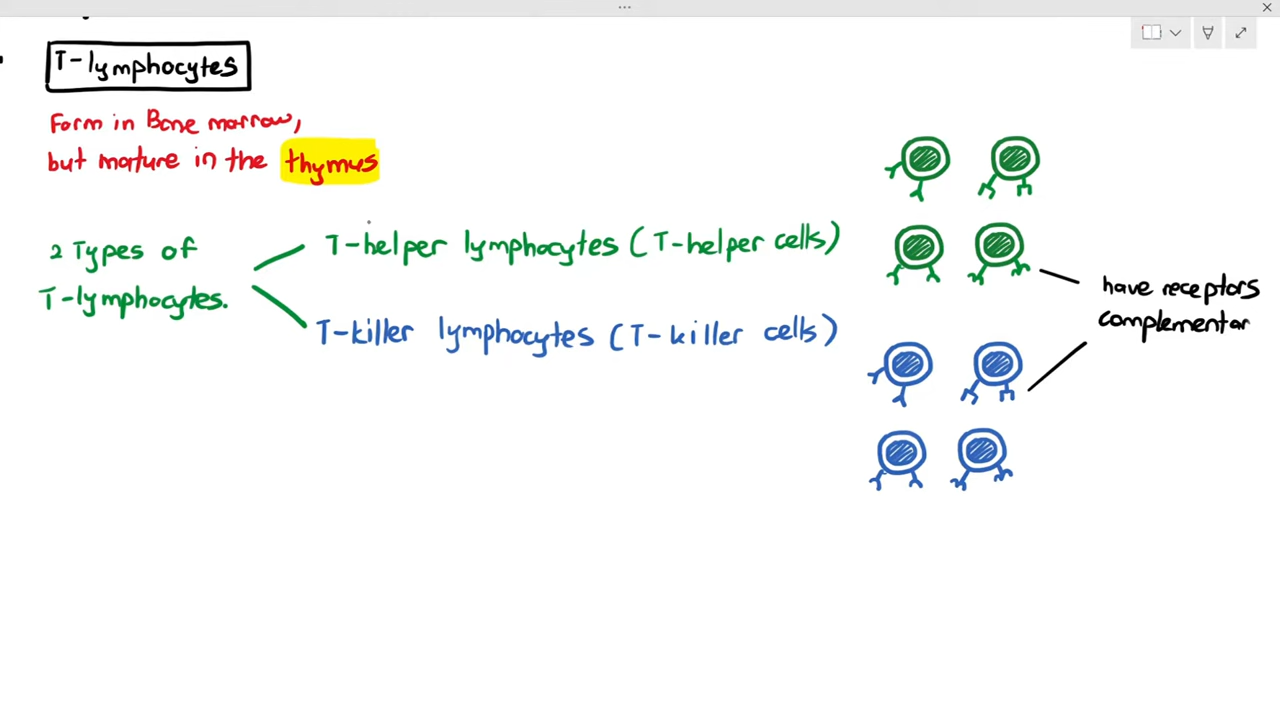 T-lymphocytes
Form in Bone marrow,
but mature in the thymus
2 Types of
T-lymphocytes.
T-helper lymphocytes (T-helper cells)
T-killer lymphocytes (T-killer cells)
have receptors
complementar